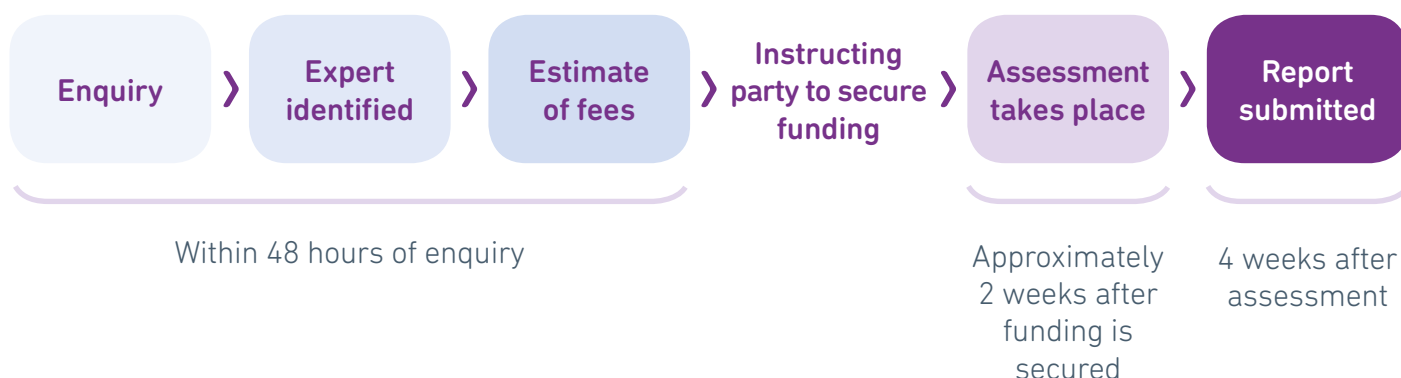 Enquiry
Expert
identified
Estimate
of fees
Instructing
party to secure
funding
Assessment
takes place
Report
submitted
Within 48 hours of enquiry
Approximately
2 weeks after
funding is
secured
4 weeks after
assessment